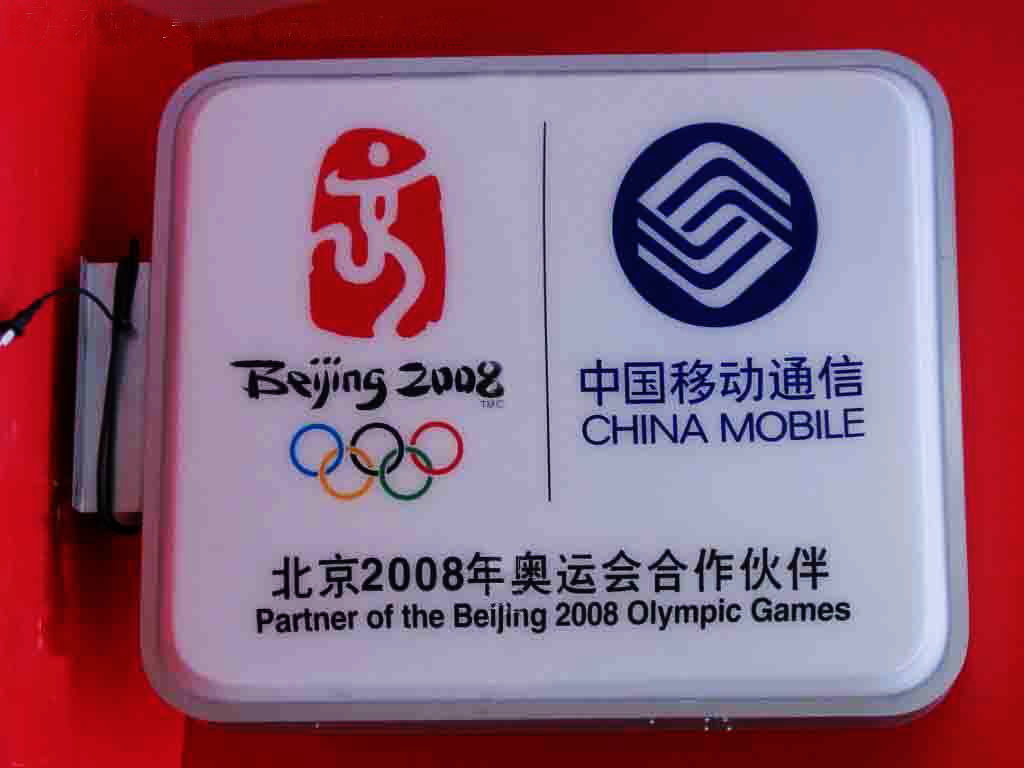 Beijing 2008
TMC
中国移动通信
CHINA MOBILE
北京2008年奥运会合作伙伴
Partner of the Beijing 2008 Olympic Games